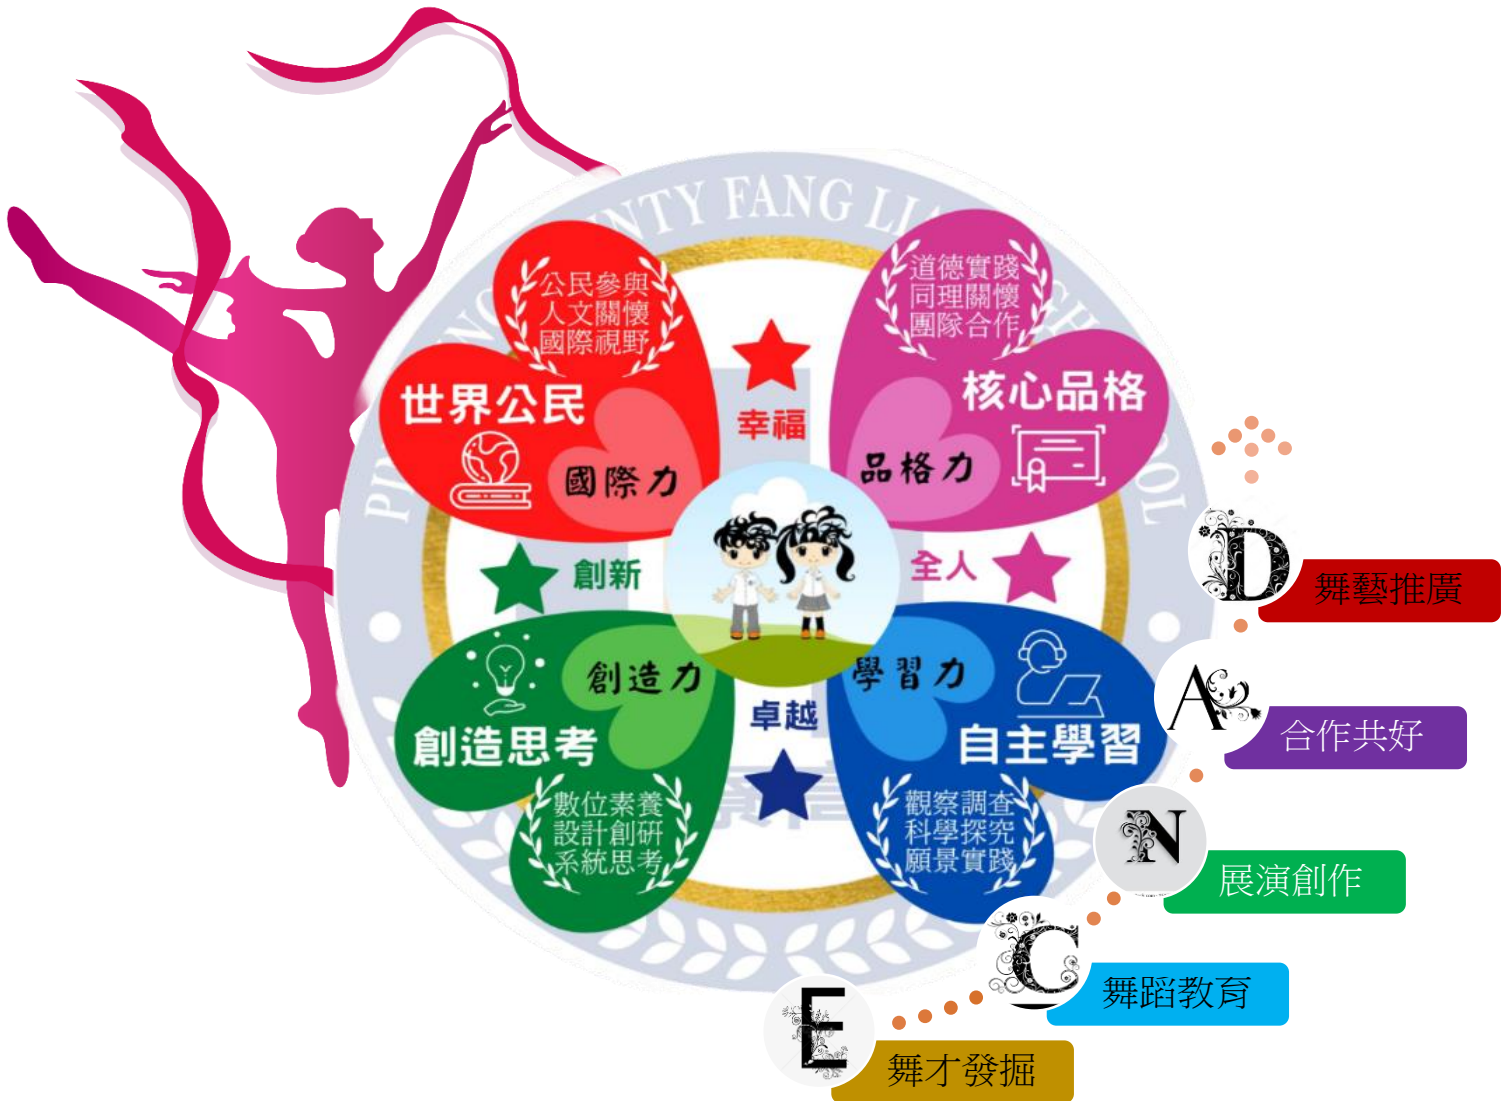 NTY FANG LI
公民參與
人文關懷
國際視野
世界公民
國際力
道德實踐
同理關懷
團隊合作
核心品格
品格力
幸福
創新
全人
卓越
創造力
創造思考
數位素養
設計創研
系統思考
學習力
自主學習
觀察調查
科學探究
願景實踐
D
舞藝推廣
A
合作共好
N
展演創作
C
舞蹈教育
E
舞才發掘